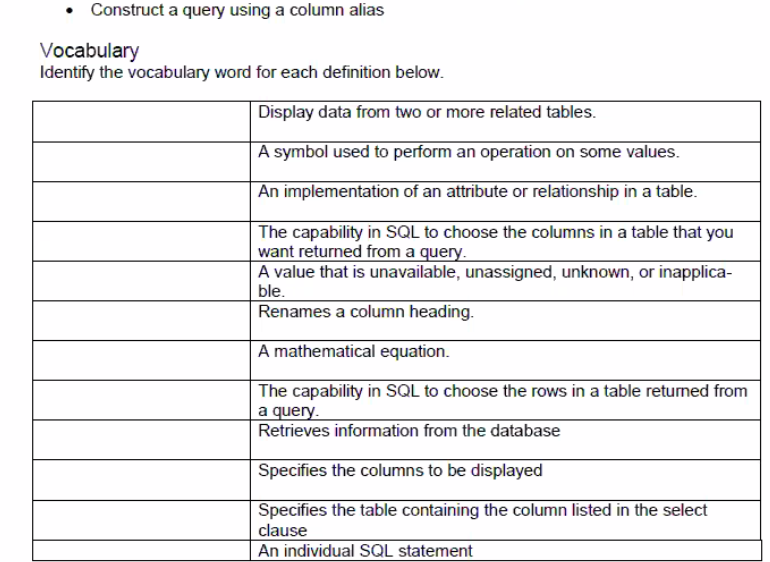 • Construct a query using a column alias
Vocabulary
Identify the vocabulary word for each definition below.
Display data from two or more related tables.
A symbol used to perform an operation on some values.
An implementation of an attribute or relationship in a table.
The capability in SQL to choose the columns in a table that you
want returned from a query.
A value that is unavailable, unassigned, unknown, or inapplica-
ble.
Renames a column heading.
A mathematical equation.
The capability in SQL to choose the rows in a table returned from
a query.
Retrieves information from the database
Specifies the columns to be displayed
Specifies the table containing the column listed in the select
clause
An individual SQL statement